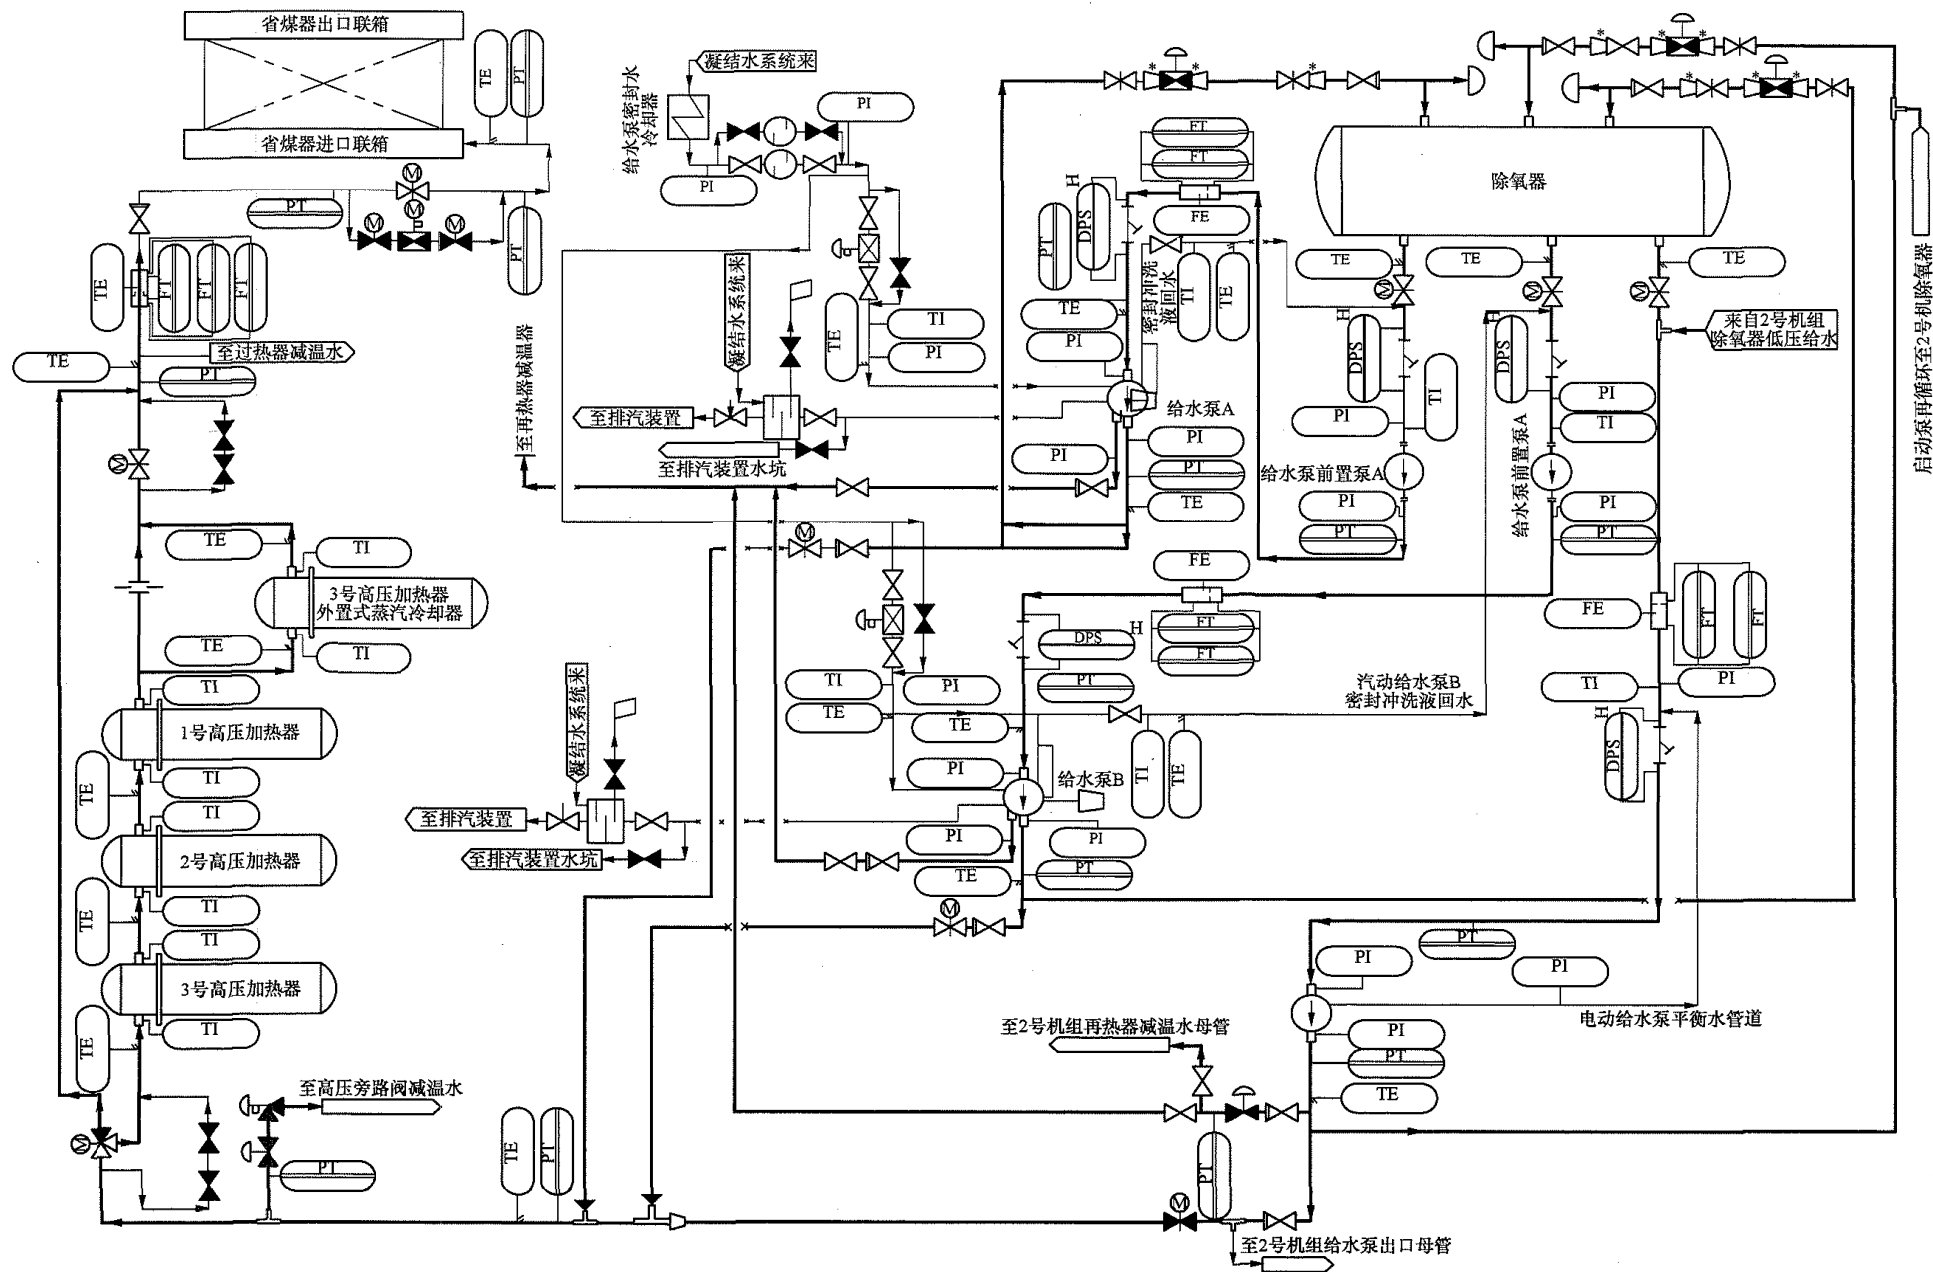 省煤器出口联箱
省煤器进口联箱
TE
PT
M
PT
M
M
M
PT
TE
FT
FT
FT
至过热器减温水
TE
PT
M
TE
TI
3号高压加热器
外置式蒸汽冷却器
TE
TI
TI
1号高压加热器
TE
TI
TI
2号高压加热器
TE
TI
TI
3号高压加热器
TE
TI
M
至高压旁路阀减温水
PT
TE
PT
凝结水系统来
给水泵密封水
冷却器
PI
PI
凝结水系统来
TE
TI
PI
至再热器减温器
至排汽装置
至排汽装置水坑
FT
FT
FE
H
DPS
PT
TE
PI
密封冲洗
液回水
TI
TE
给水泵A
PI
PI
PT
TE
M
FE
FT
FT
H
DPS
PT
TI
TE
PI
TE
PI
给水泵B
TI
TE
汽动给水泵B
密封冲洗液回水
凝结水系统来
至排汽装置
至排汽装置水坑
PI
PI
PT
TE
M
*
*
*
*
*
*
*
*
*
除氧器
启动泵再循环至2号机除氧器
TE
TE
TE
M
M
M
来自2号机组
除氧器低压给水
H
DPS
TI
PI
给水泵前置泵A
PI
PT
H
DPS
PI
TI
给水泵前置泵A
PI
PT
FE
FT
FT
TI
PI
H
DPS
PT
PI
PI
电动给水泵平衡水管道
PI
PT
TE
至2号机组再热器减温水母管
PT
M
至2号机组给水泵出口母管